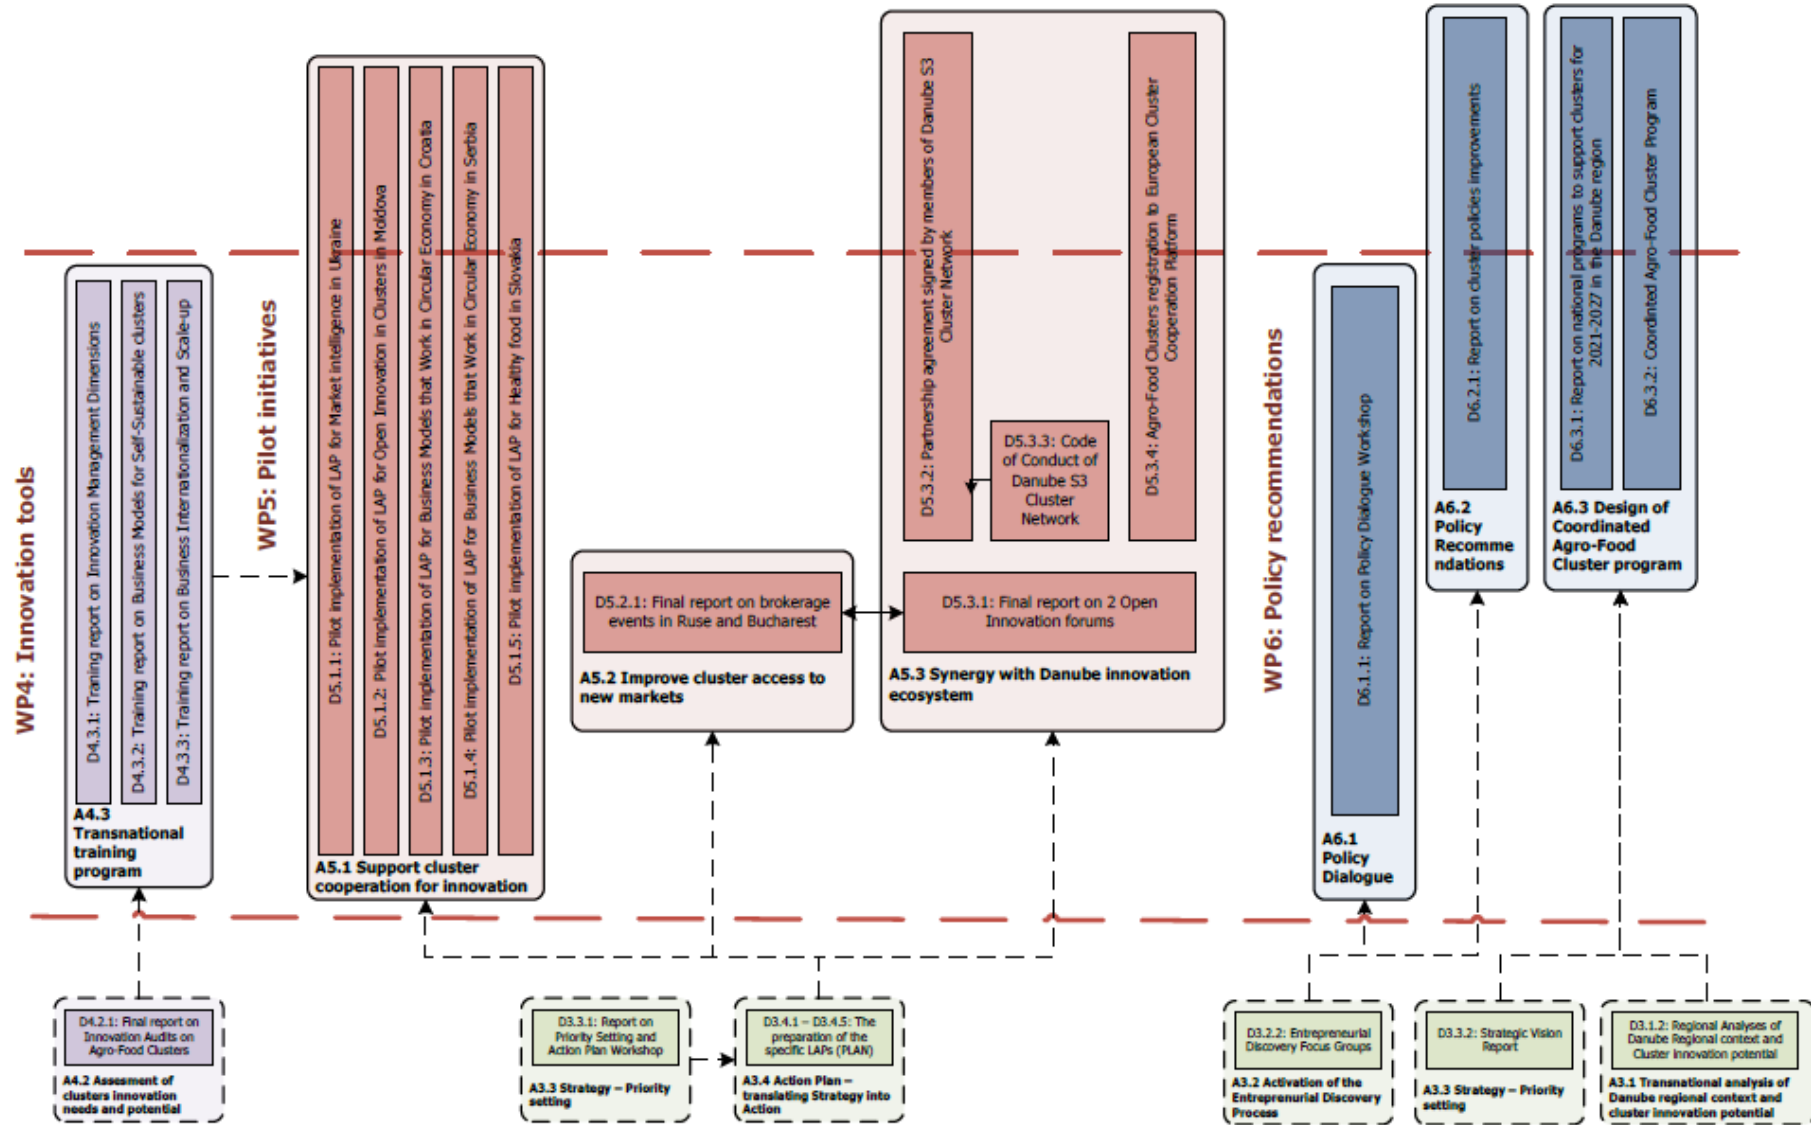 WP4: Innovation tools
D4.3.1: Traning report on Innovation Management Dimensions
D4.3.2: Training report on Business Models for Self-Sustainable clusters
D4.3.3: Training report on Business Internationalization and Scale-up
A4.3
Transnational
training
program
WP5: Pilot initiatives
D5.1.1: Pilot implementation of LAP for Market intelligence in Ukraine
D5.1.2: Pilot implementation of LAP for Open Innovation in Clusters in Moldova
D5.1.3: Pilot implementation of LAP for Business Models that Work in Circular Economy in Croatia
D5.1.4: Pilot implementation of LAP for Business Models that Work in Circular Economy in Serbia
D5.1.5: Pilot implementation of LAP for Healthy food in Slovakia
A5.1 Support cluster
cooperation for innovation
D5.2.1: Final report on brokerage
events in Ruse and Bucharest
A5.2 Improve cluster access to
new markets
D5.3.2: Partnership agreement signed by members of Danube S3
Cluster Network
D5.3.3: Code
of Conduct of
Danube S3
Cluster
Network
D5.3.4: Agro-Food Clusters registration to European Cluster
Cooperation Platform
D5.3.1: Final report on 2 Open
Innovation forums
A5.3 Synergy with Danube innovation
ecosystem
WP6: Policy recommendations
D6.1.1: Report on Policy Dialogue Workshop
A6.1
Policy
Dialogue
D6.2.1: Report on cluster policies improvements
A6.2
Policy
Recomme
ndations
D6.3.1: Report on national programs to support clusters for
2021-2027 in the Danube region
D6.3.2: Coordinated Agro-Food Cluster Program
A6.3 Design of
Coordinated
Agro-Food
Cluster program
D4.2.1: Final report on
Innovation Audits on
Agro-Food Clusters
A4.2 Assesment of
clusters innovation
needs and potential
D3.3.1: Report on
Priority Setting and
Action Plan Workshop
A3.3 Strategy – Priority
setting
D3.4.1 – D3.4.5: The
preparation of the
specific LAPs (PLAN)
A3.4 Action Plan –
translating Strategy into
Action
D3.2.2: Entrepreneurial
Discovery Focus Groups
A3.2 Activation of the
Entreprenurial Discovery
Process
D3.3.2: Strategic Vision
Report
A3.3 Strategy – Priority
setting
D3.1.2: Regional Analyses of
Danube Regional context and
Cluster innovation potential
A3.1 Transnational analysis of
Danube regional context and
cluster innovation potential